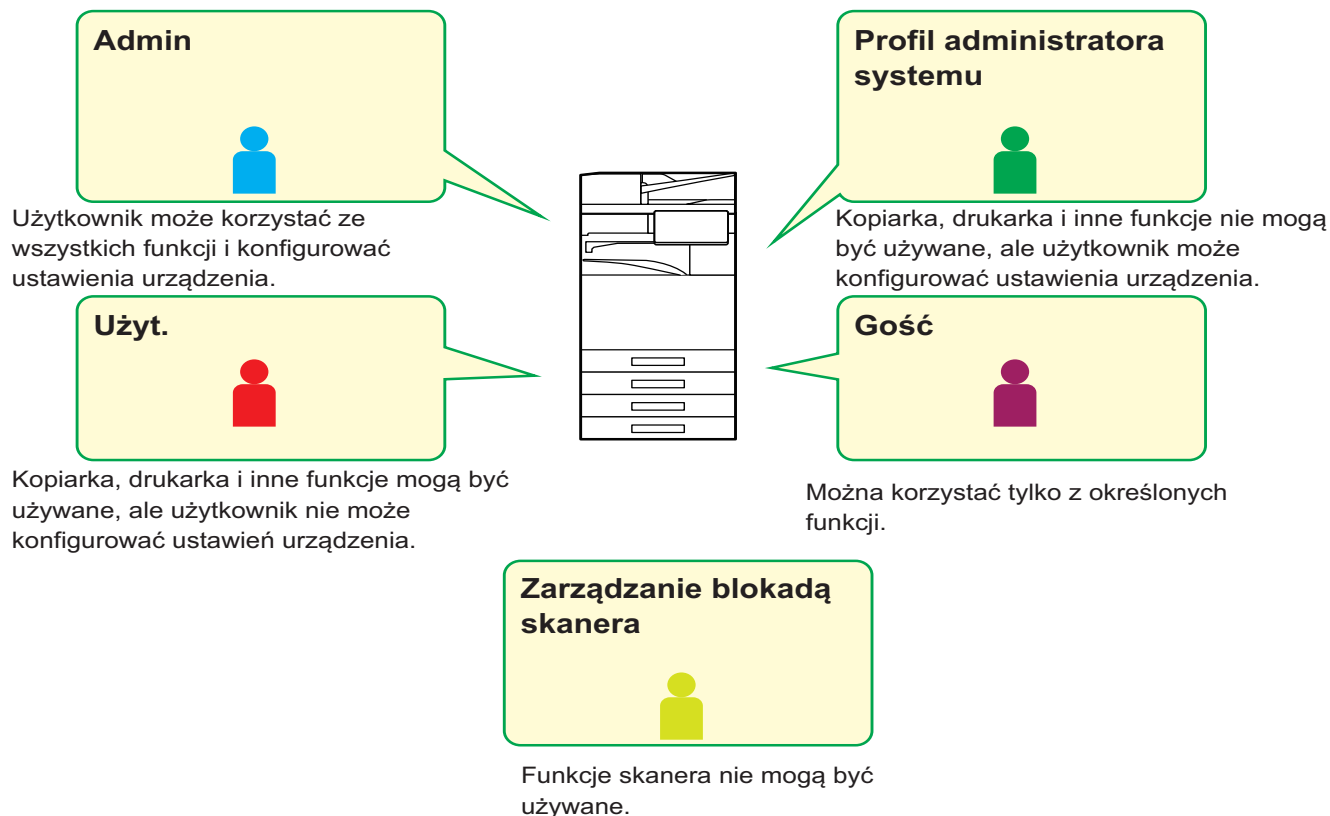 Admin
Użytkownik może korzystać ze
wszystkich funkcji i konfigurować
ustawienia urządzenia.
Profil administratora
systemu
Kopiarka, drukarka i inne funkcje nie mogą
być używane, ale użytkownik może
konfigurować ustawienia urządzenia.
Użyt.
Kopiarka, drukarka i inne funkcje mogą być
używane, ale użytkownik nie może
konfigurować ustawień urządzenia.
Gość
Można korzystać tylko z określonych
funkcji.
Zarządzanie blokadą
skanera
Funkcje skanera nie mogą być
używane.